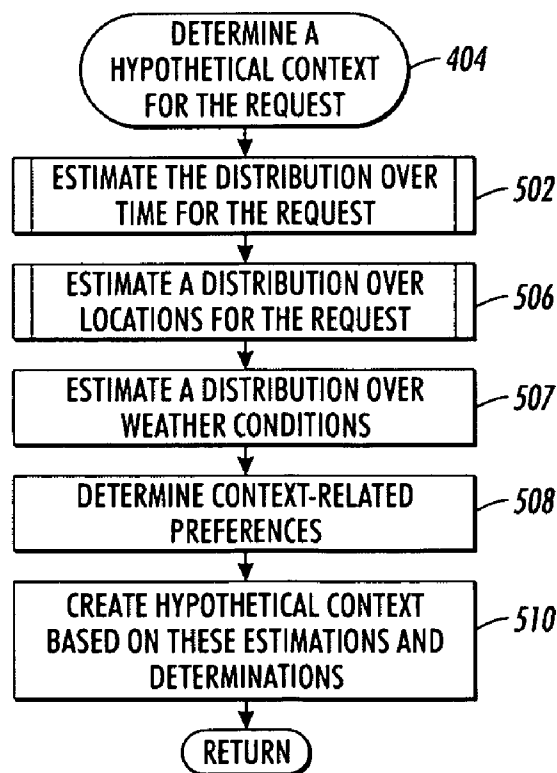 DETERMINE A
HYPOTHETICAL CONTEXT
FOR THE REQUEST
404
ESTIMATE THE DISTRIBUTION OVER
TIME FOR THE REQUEST
502
ESTIMATE A DISTRIBUTION OVER
LOCATIONS FOR THE REQUEST
506
ESTIMATE A DISTRIBUTION OVER
WEATHER CONDITIONS
507
DETERMINE CONTEXT-RELATED
PREFERENCES
508
CREATE HYPOTHETICAL CONTEXT
BASED ON THESE ESTIMATIONS AND
DETERMINATIONS
510
RETURN